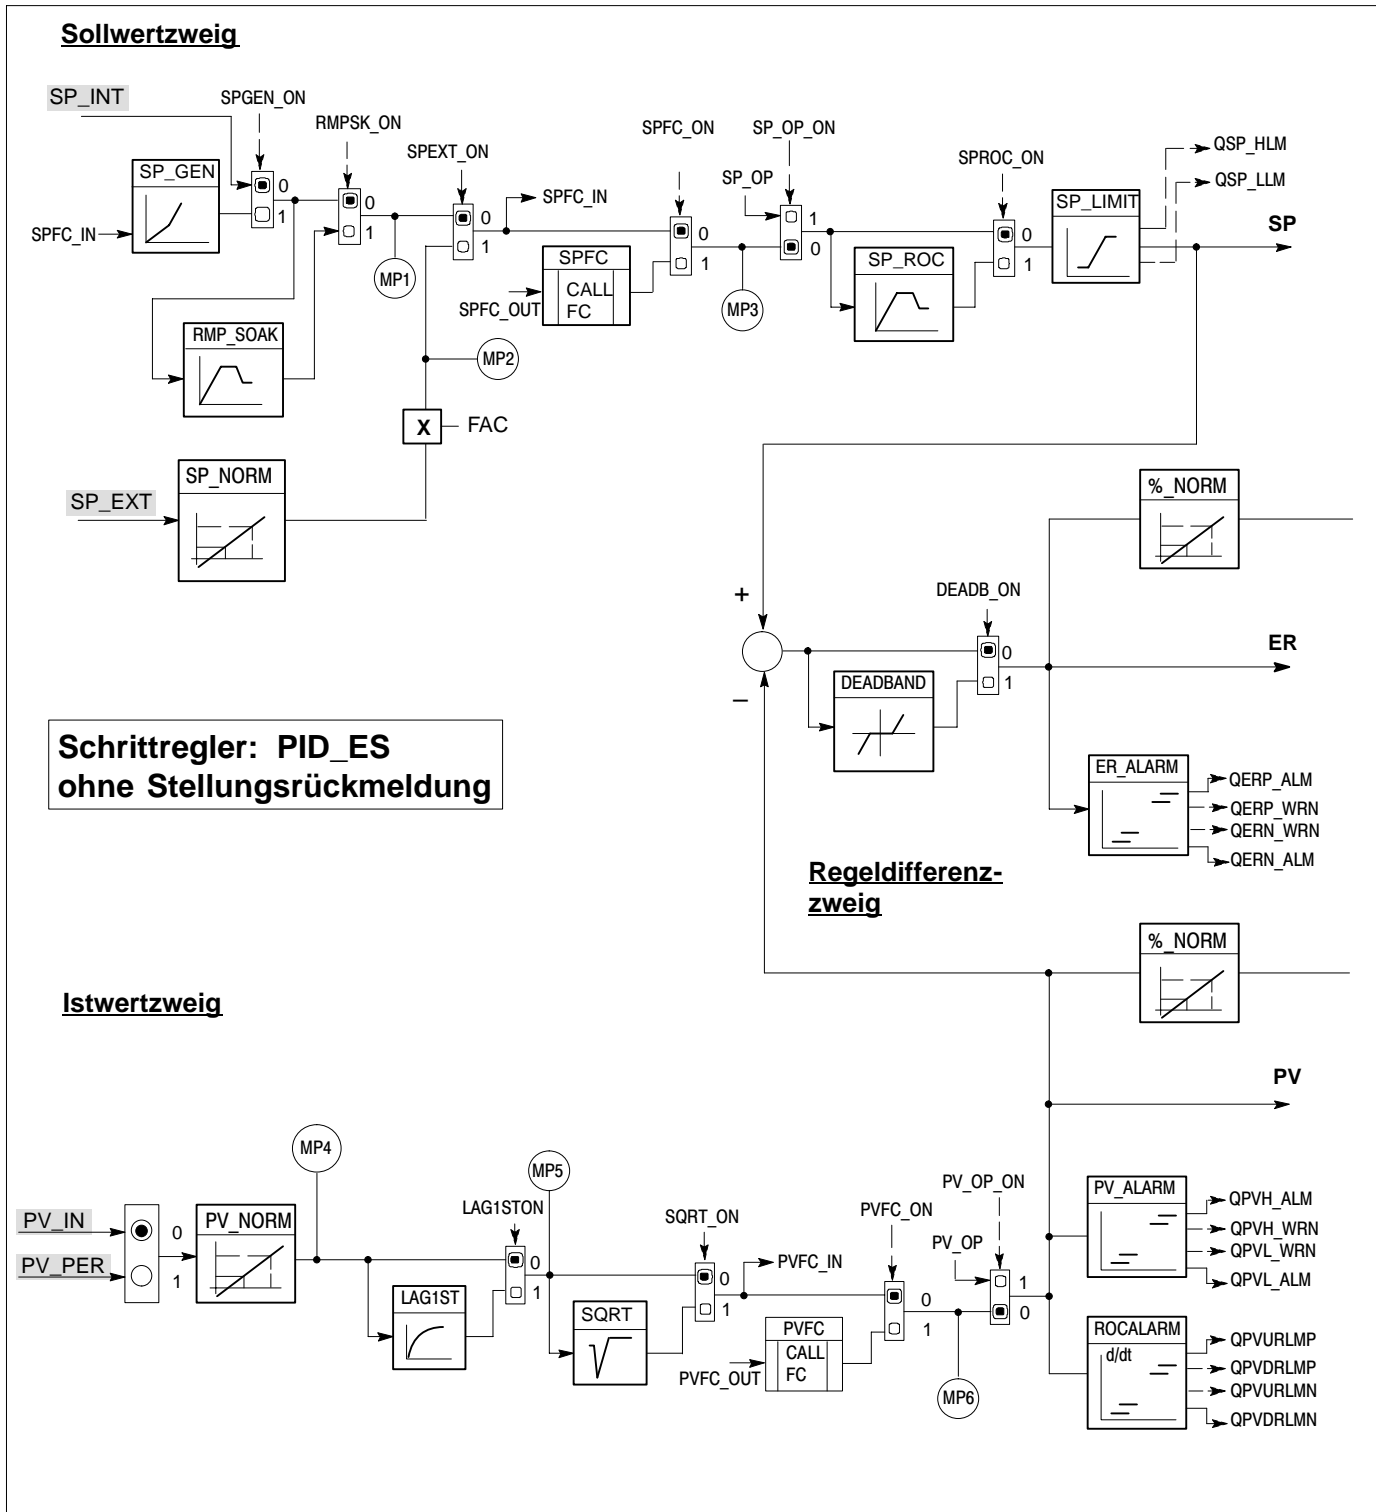 Sollwertzweig
SP_INT
SPGEN_ON
RMPSK_ON
SPEXT_ON
SPFC_ON
SP_OP_ON
SPROC_ON
QSP_HLM
QSP_LLM
SP_GEN
0
1
0
1
0
1
SPFC_IN
SP_OP
1
0
0
1
0
1
SP_LIMIT
SP
SPFC_IN
MP1
SPFC
CALL
FC
SPFC_OUT
MP3
SP_ROC
RMP_SOAK
MP2
X
FAC
SP_NORM
SP_EXT
%_NORM
+
DEADB_ON
0
1
ER
–
DEADBAND
Schrittregler: PID_ES
ohne Stellungsrückmeldung
ER_ALARM
QERP_ALM
QERP_WRN
QERN_WRN
QERN_ALM
Regeldifferenz-
zweig
%_NORM
Istwertzweig
PV
MP4
MP5
PV_IN
PV_PER
0
1
PV_NORM
LAG1STON
0
1
LAG1ST
SQRT_ON
0
1
SQRT
PVFC_IN
PVFC_ON
0
1
PVFC
CALL
FC
PVFC_OUT
PV_OP_ON
PV_OP
1
0
MP6
PV_ALARM
QPVH_ALM
QPVH_WRN
QPVL_WRN
QPVL_ALM
ROCALARM
d/dt
QPVURLMP
QPVDRLMP
QPVURLMN
QPVDRLMN